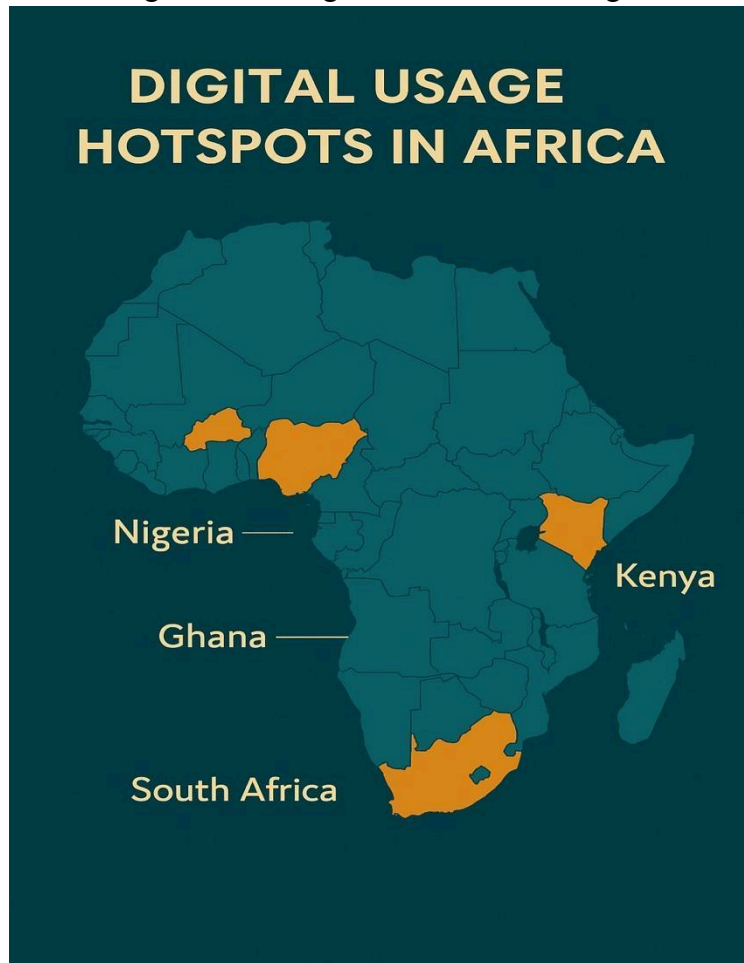 DIGITAL USAGE
HOTSPOTS IN AFRICA
Nigeria
Kenya
Ghana
South Africa